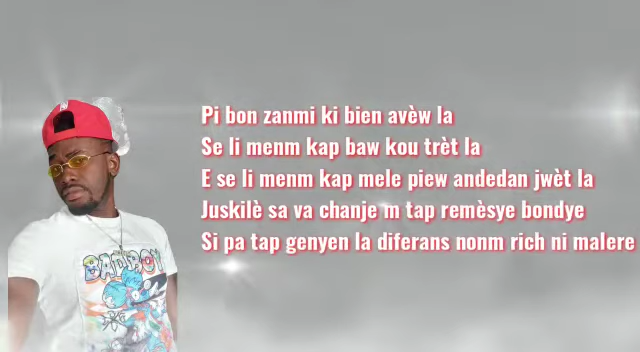 Pi bon zanmi ki bien avèw la
Se li menm kap baw kou trèt la
E se li menm kap mele piew andedan jwèt la
Juskilè sa va chanje m tap remèsye bondye
Si pa tap genyen la diferans nonm rich ni malere
BADBOY